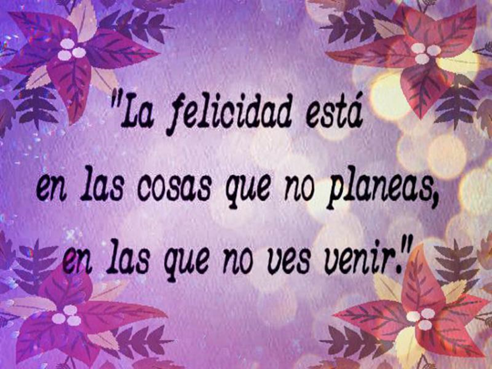 "La felicidad está
en las cosas que no planeas,
en las que no ves venir."